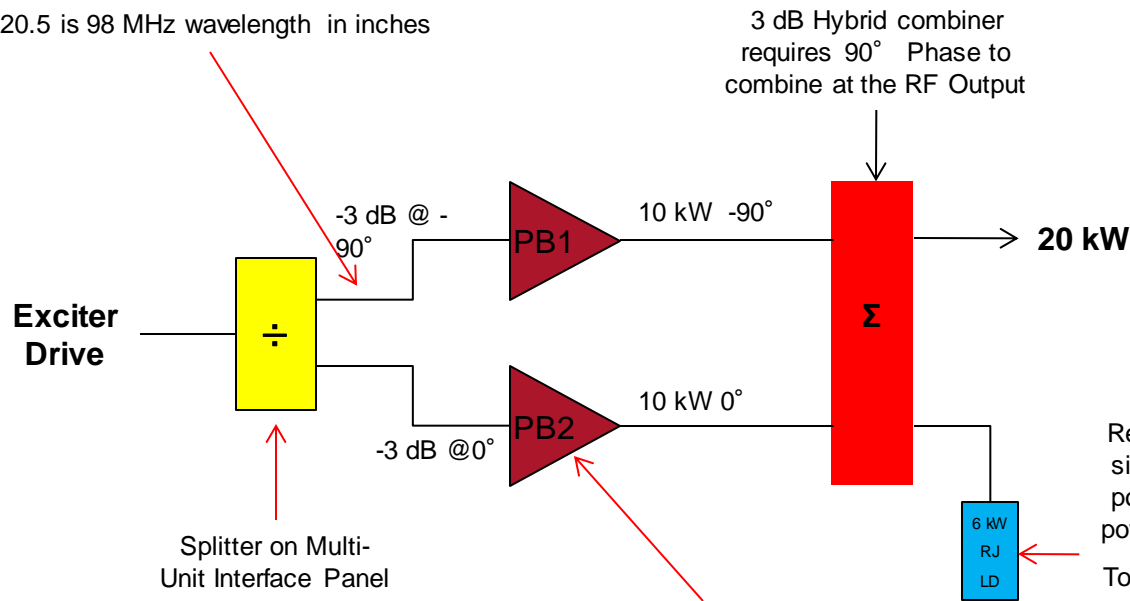 20.5 is 98 MHz wavelength in inches
3 dB Hybrid combiner
requires 90° Phase to
combine at the RF Output
-3 dB @ -
90°
PB1
10 kW -90°
20 kW
Exciter
Drive
÷
Σ
-3 dB @0°
PB2
10 kW 0°
Splitter on Multi-
Unit Interface Panel
6 kW
RJ
LD
To